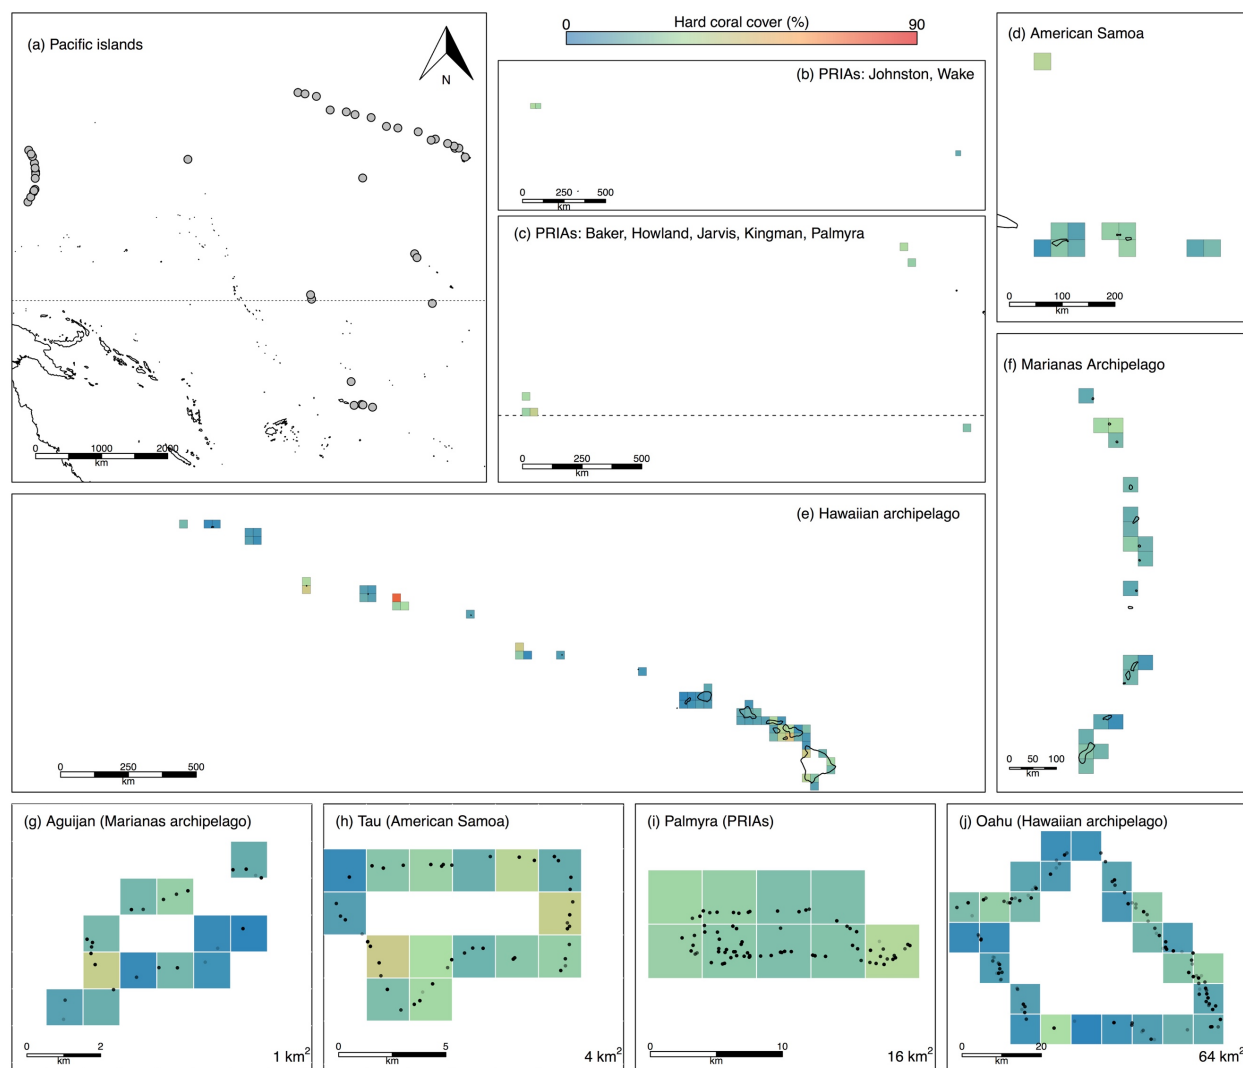 (a) Pacific islands
N
0 1000 2000
km
Hard coral cover (%)
0 90
(b) PRIAs: Johnston, Wake
0 250 500
km
(c) PRIAs: Baker, Howland, Jarvis, Kingman, Palmyra
0 250 500
km
(d) American Samoa
0 100 200
km
(e) Hawaiian archipelago
0 250 500
km
(f) Marianas Archipelago
0 50 100
km
(g) Aguijan (Marianas archipelago)
0 2
km
1 km²
(h) Tau (American Samoa)
0 5
km
4 km²
(i) Palmyra (PRIAs)
0 10
km
16 km²
(j) Oahu (Hawaiian archipelago)
0 20
km
64 km²